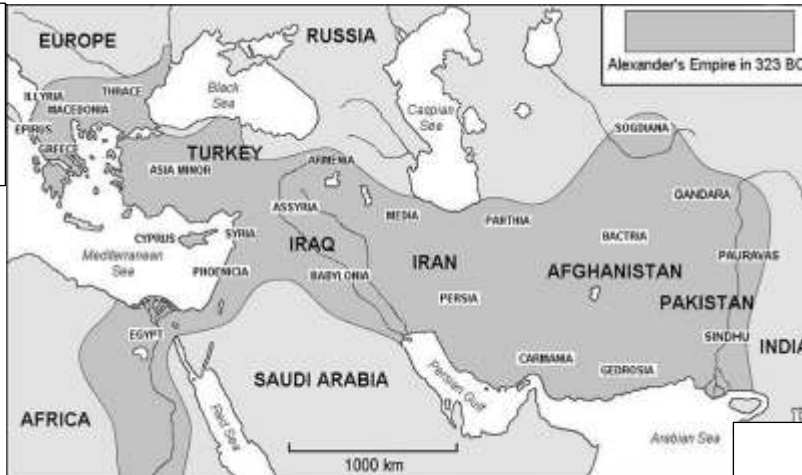 EUROPE
RUSSIA
Alexander's Empire in 323 BC
ILLYRIA
THRACE
MACEDONIA
Black
Sea
Caspian
Sea
EPIRUS
GREECE
SOGDIANA
TURKEY
ARMENIA
ASIA MINOR
GANDARA
ASSYRIA
MEDIA
PARTHIA
CYPRUS
SYRIA
BACTRIA
Mediterranean
Sea
IRAQ
IRAN
PAURAVAS
PHOENICIA
BABYLONIA
AFGHANISTAN
PERSIA
PAKISTAN
EGYPT
SINDHU
INDIA
CARMANIA
GEDROSIA
SAUDI ARABIA
Persian Gulf
AFRICA
Red Sea
Arabian Sea
1000 km